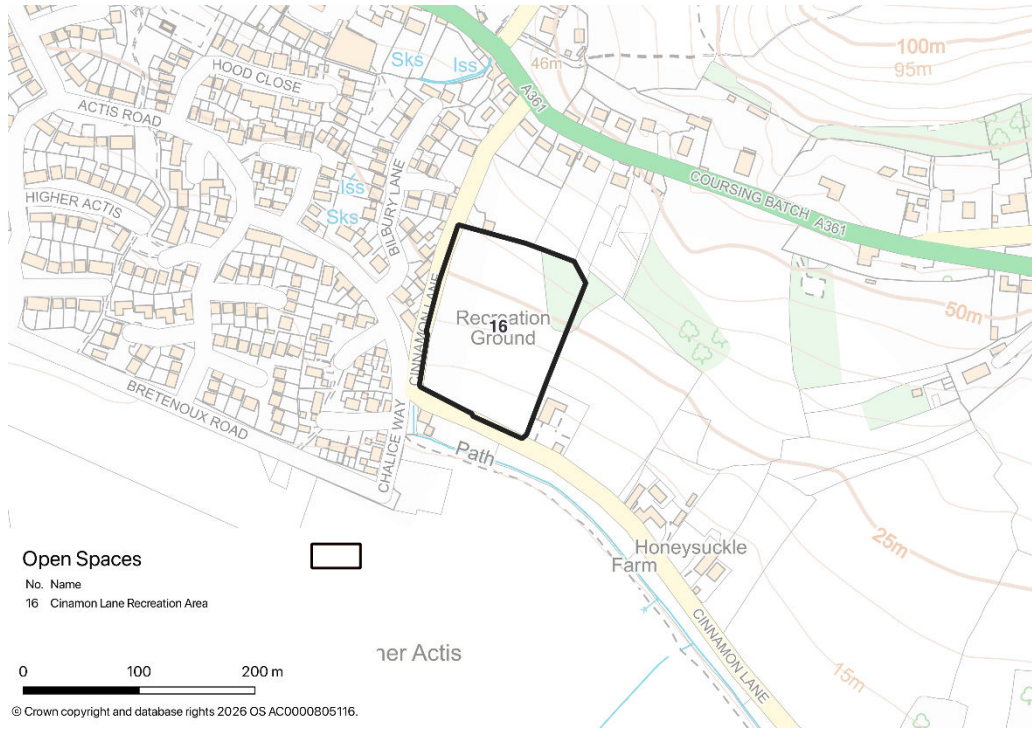 100m
95m
46m
Sks
Iss
HOOD CLOSE
A361
ACTIS ROAD
BILBURY LANE
COURSING BATCH A361
Iss
Sks
HIGHER ACTIS
CINNAMON LANE
50m
Recreation
16
Ground
BRETENOUX ROAD
CHALICE WAY
Path
25m
Honeysuckle
Farm
CINNAMON LANE
15m
Open Spaces
No. Name
16 Cinamon Lane Recreation Area
ner Actis
0 100 200 m
© Crown copyright and database rights 2026 OS AC0000805116.